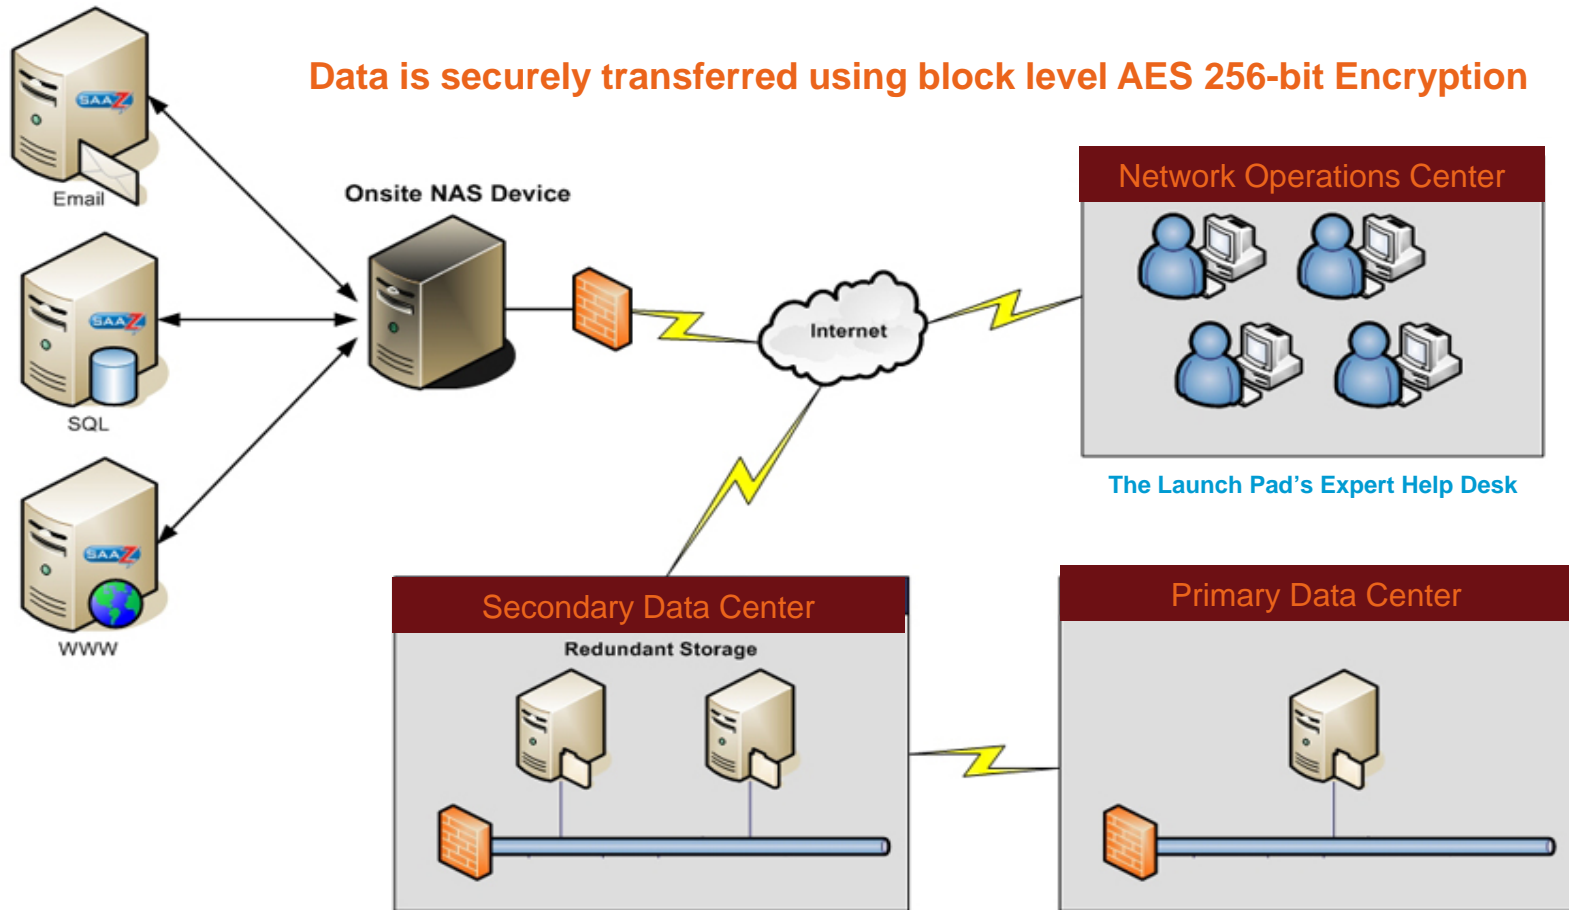 Data is securely transferred using block level AES 256-bit Encryption
SAAZ
Email
Onsite NAS Device
Network Operations Center
SAAZ
SQL
Internet
The Launch Pad's Expert Help Desk
SAAZ
WWW
Secondary Data Center
Redundant Storage
Primary Data Center